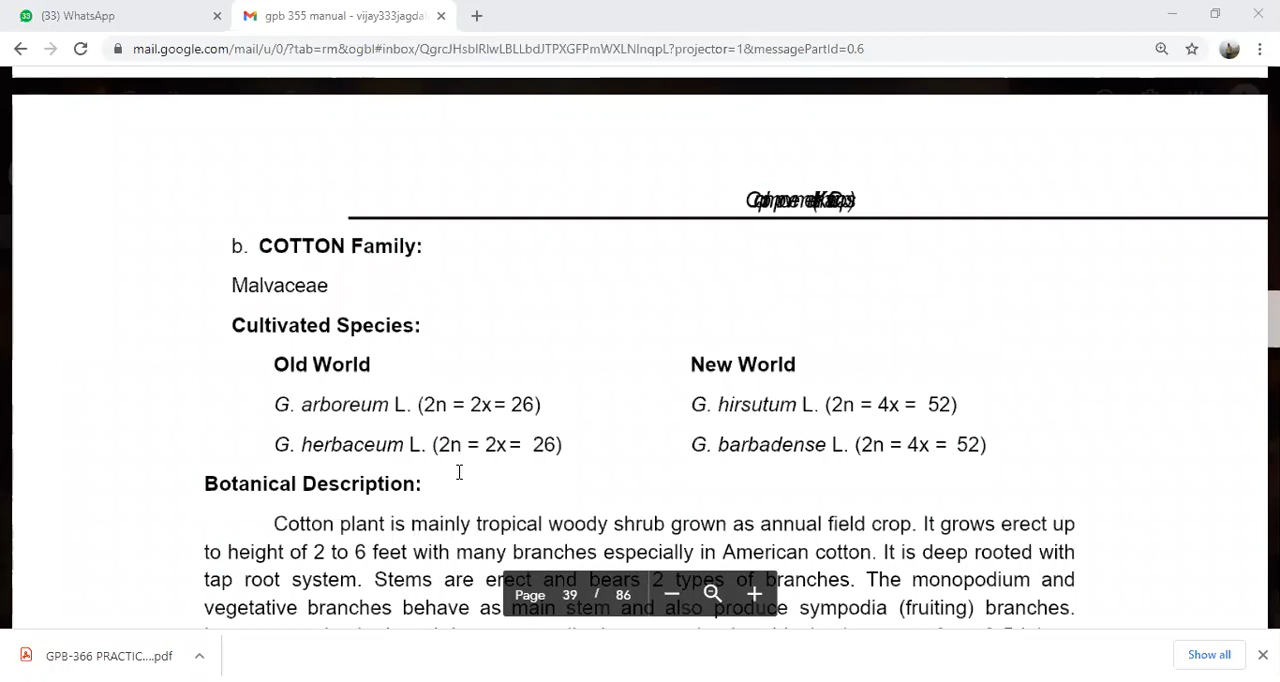 (33) WhatsApp
gpb 355 manual - vijay333jagdal
mail.google.com/mail/u/0/?tab=rm&ogbl#inbox/QgrcJHsblRlwLBLLbdJTPXGFPmWXLNlnqpL?projector=1&messagePartId=0.6
b. COTTON Family:
Malvaceae
Cultivated Species:
Old World New World
G. arboreum L. (2n = 2x= 26) G. hirsutum L. (2n = 4x = 52)
G. herbaceum L. (2n = 2x= 26) G. barbadense L. (2n = 4x = 52)
Botanical Description:
Cotton plant is mainly tropical woody shrub grown as annual field crop. It grows erect up
to height of 2 to 6 feet with many branches especially in American cotton. It is deep rooted with
tap root system. Stems are erect and bears 2 types of branches. The monopodium and
vegetative branches behave as main stem and also produce sympodia (fruiting) branches.
Page 39 / 86
GPB-366 PRACTIC....pdf
Show all